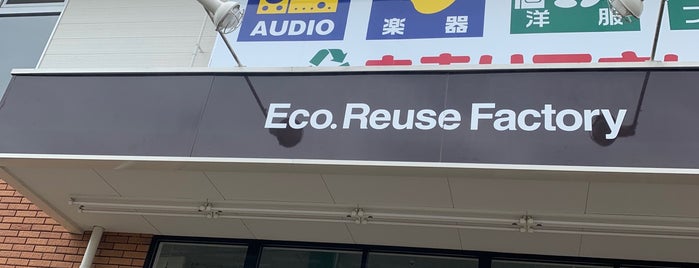 AUDIO
楽器
洋服
Eco.Reuse Factory